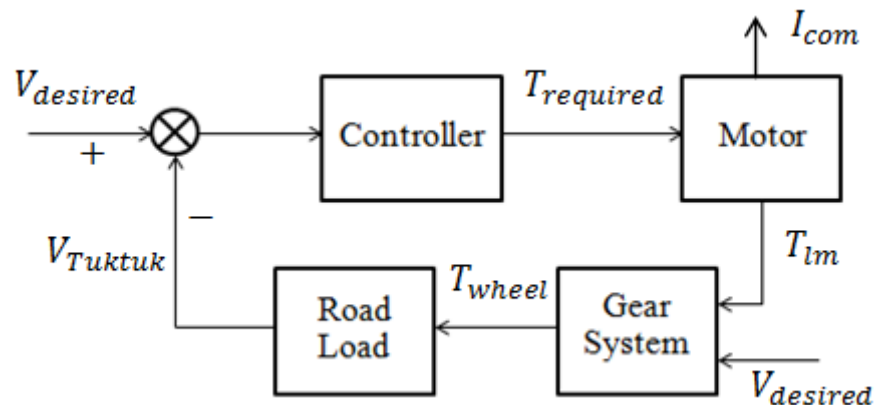 I_com
V_desired
T_required
+
Controller
Motor
−
V_Tuktuk
T_lm
T_wheel
Road
Load
Gear
System
V_desired